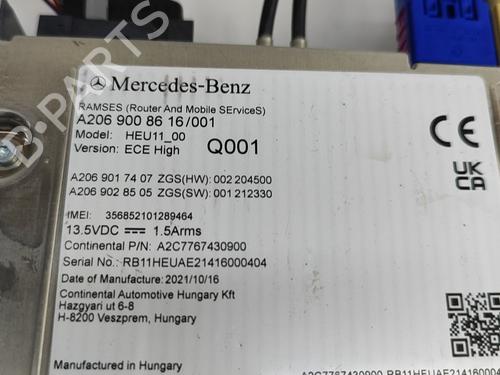 Mercedes-Benz
RAMSES (Router And Mobile SErviceS)
A206 900 86 16/001
Model: HEU11_00
Version: ECE High Q001
CE
UK
CA
A206 901 74 07 ZGS(HW): 002 204500
A206 902 85 05 ZGS(SW): 001 212330
IMEI: 356852101289464
13.5VDC 1.5Arms
Continental P/N: A2C7767430900
Serial No.: RB11HEUAE21416000404
Date of Manufacture: 2021/10/16
Continental Automotive Hungary Kft
Hazgyari ut 6-8
H-8200 Veszprem, Hungary
Made in Hungary
A2C7767430900 RB11HEUAE2141600040
B-PARTS